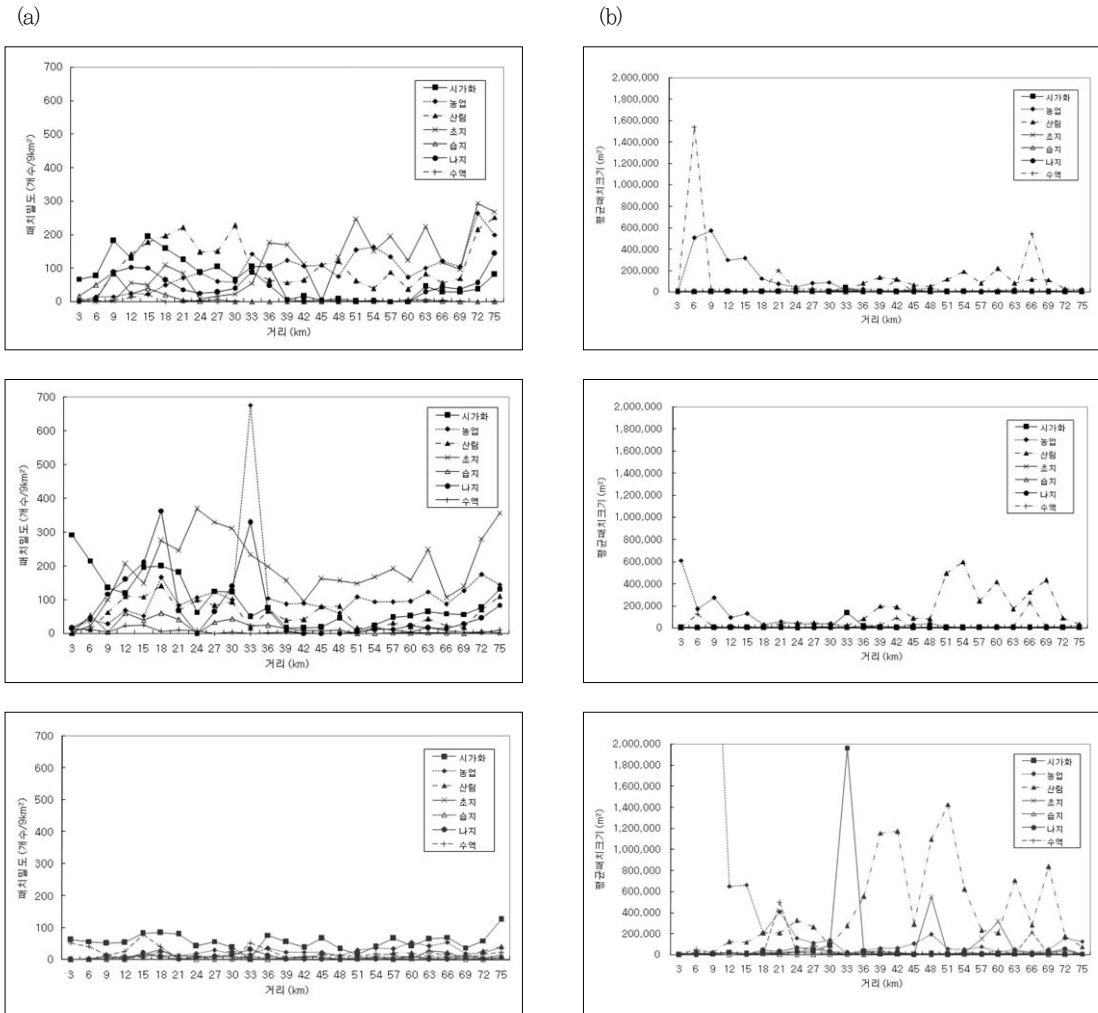 (a)
(b)
700
600
500
400
300
200
100
0
패치밀도 (개수/9km²)
시가화
농업
산림
초지
습지
나지
수역
3 6 9 12 15 18 21 24 27 30 33 36 39 42 45 48 51 54 57 60 63 66 69 72 75
거리 (km)
2,000,000
1,800,000
1,600,000
1,400,000
1,200,000
1,000,000
800,000
600,000
400,000
200,000
0
평균패치크기 (m²)
시가화
농업
산림
초지
습지
나지
수역
3 6 9 12 15 18 21 24 27 30 33 36 39 42 45 48 51 54 57 60 63 66 69 72 75
거리 (km)
700
600
500
400
300
200
100
0
패치밀도 (개수/9km²)
시가화
농업
산림
초지
습지
나지
수역
3 6 9 12 15 18 21 24 27 30 33 36 39 42 45 48 51 54 57 60 63 66 69 72 75
거리 (km)
2,000,000
1,800,000
1,600,000
1,400,000
1,200,000
1,000,000
800,000
600,000
400,000
200,000
0
평균패치크기 (m²)
시가화
농업
산림
초지
습지
나지
수역
3 6 9 12 15 18 21 24 27 30 33 36 39 42 45 48 51 54 57 60 63 66 69 72 75
거리 (km)
700
600
500
400
300
200
100
0
패치밀도 (개수/9km²)
시가화
농업
산림
초지
습지
나지
수역
3 6 9 12 15 18 21 24 27 30 33 36 39 42 45 48 51 54 57 60 63 66 69 72 75
거리 (km)
2,000,000
1,800,000
1,600,000
1,400,000
1,200,000
1,000,000
800,000
600,000
400,000
200,000
0
평균패치크기 (m²)
시가화
농업
산림
초지
습지
나지
수역
3 6 9 12 15 18 21 24 27 30 33 36 39 42 45 48 51 54 57 60 63 66 69 72 75
거리 (km)